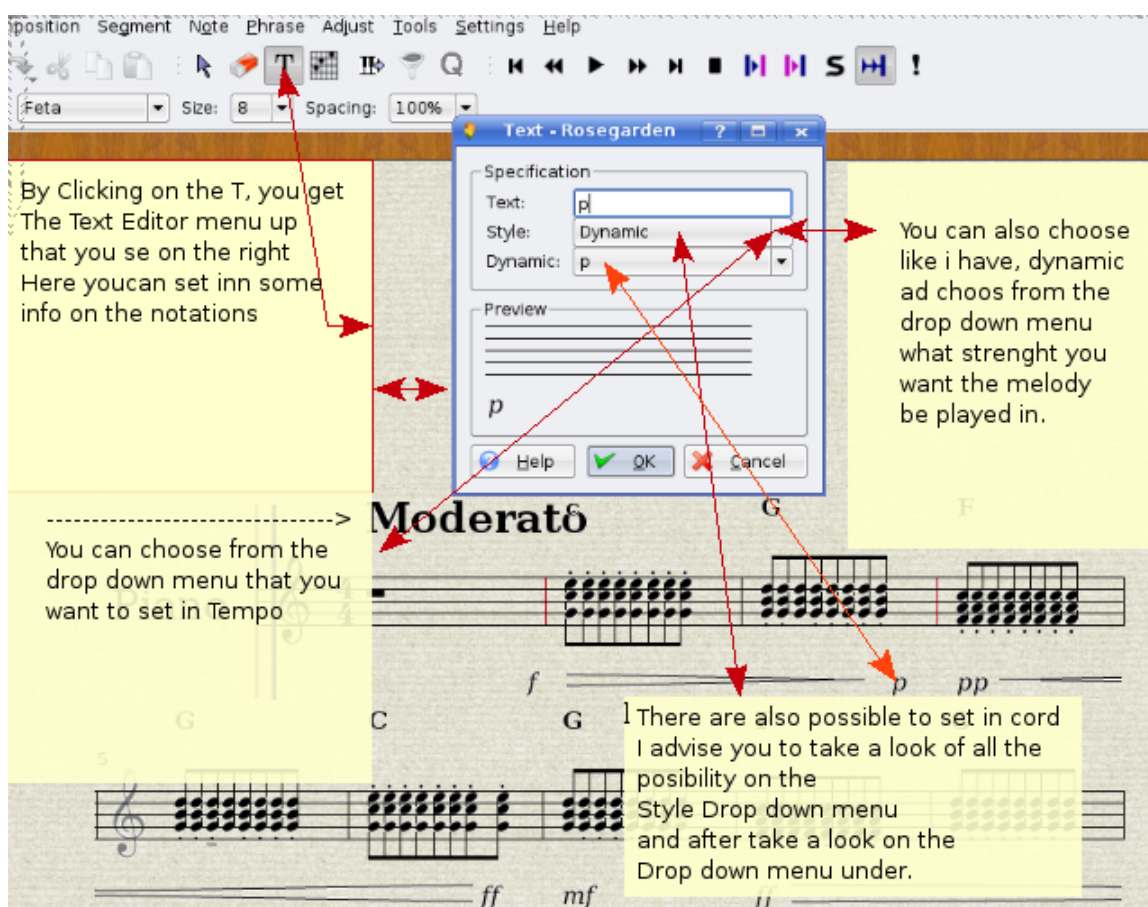 position Segment Note Phrase Adjust Tools Settings Help
T Q S !
Feta Size: 8 Spacing: 100%
Text - Rosegarden ?
Specification
Text: p
Style: Dynamic
Dynamic: p
Preview
p
Help OK Cancel
By Clicking on the T, you get
The Text Editor menu up
that you se on the right
Here youcan set inn some
info on the notations
You can also choose
like i have, dynamic
ad choos from the
drop down menu
what strenght you
want the melody
be played in.
------------------------------>
You can choose from the
drop down menu that you
want to set in Tempo
Moderato
G F
Piano
4
4
f p pp
G C G
There are also possible to set in cord
I advise you to take a look of all the
posibility on the
Style Drop down menu
and after take a look on the
Drop down menu under.
5
ff mf ff